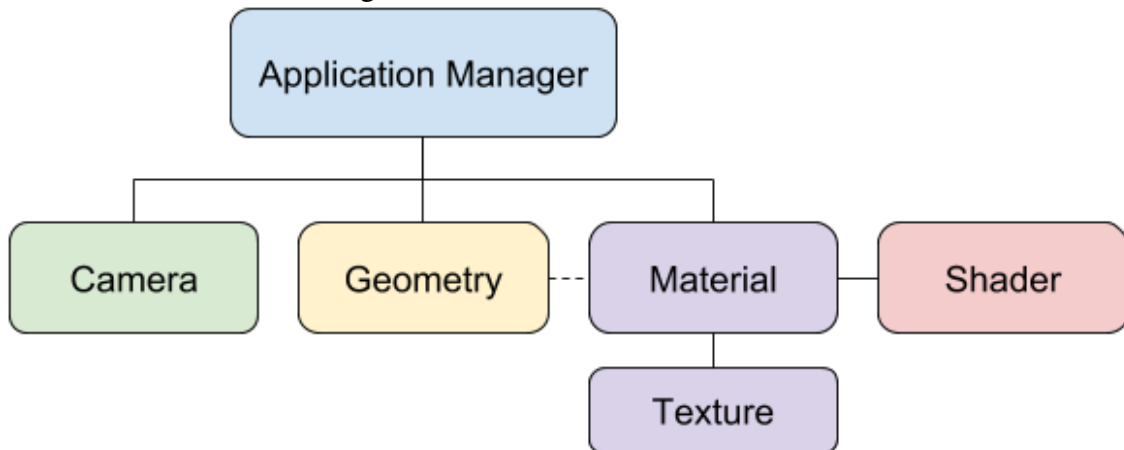 Application Manager
Camera
Geometry
Material
Shader
Texture